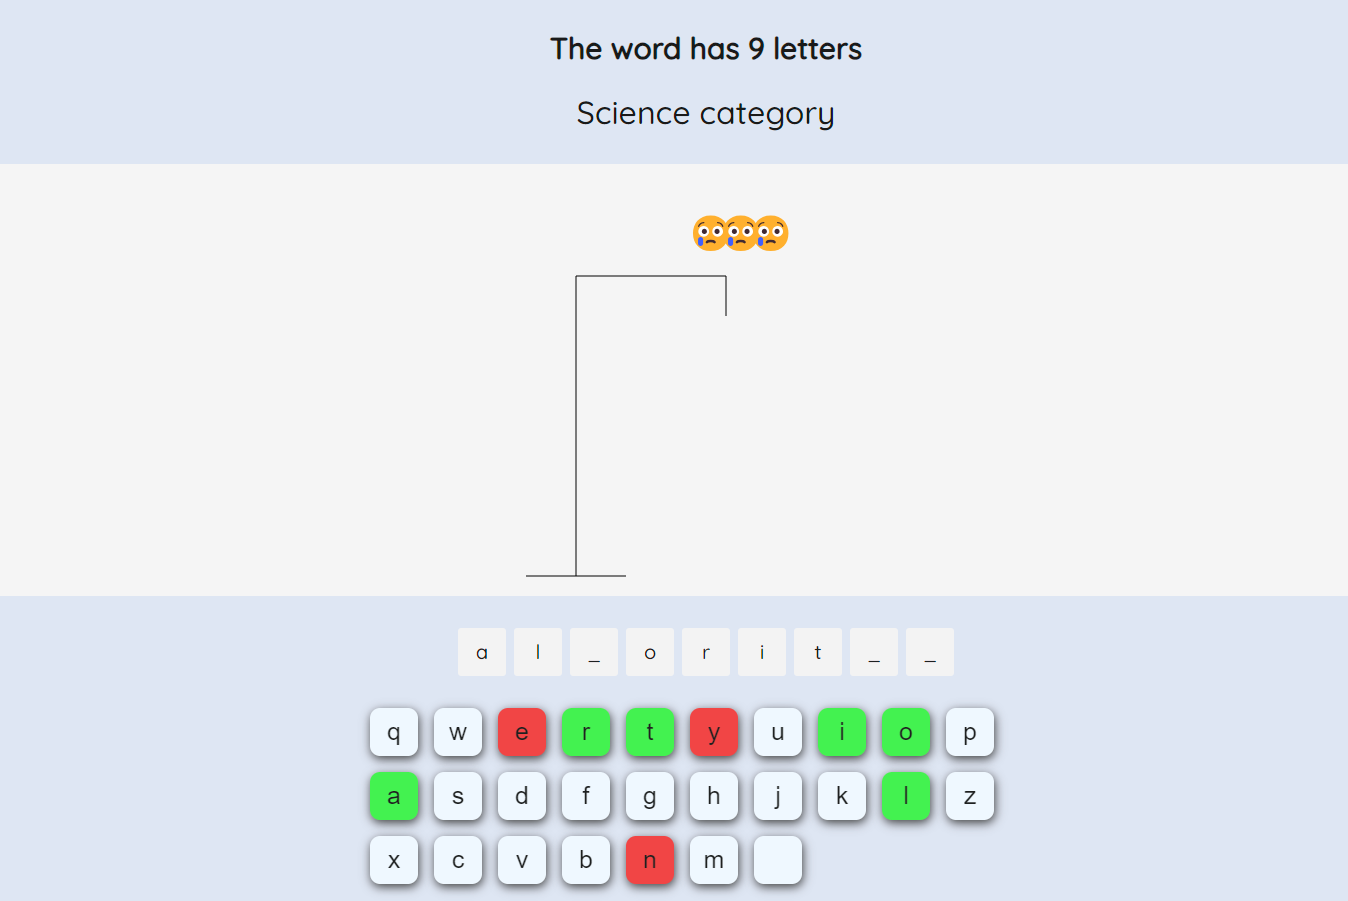 The word has 9 letters
Science category
a l _ o r i t _ _
q w e r t y u i o p
a s d f g h j k l z
x c v b n m